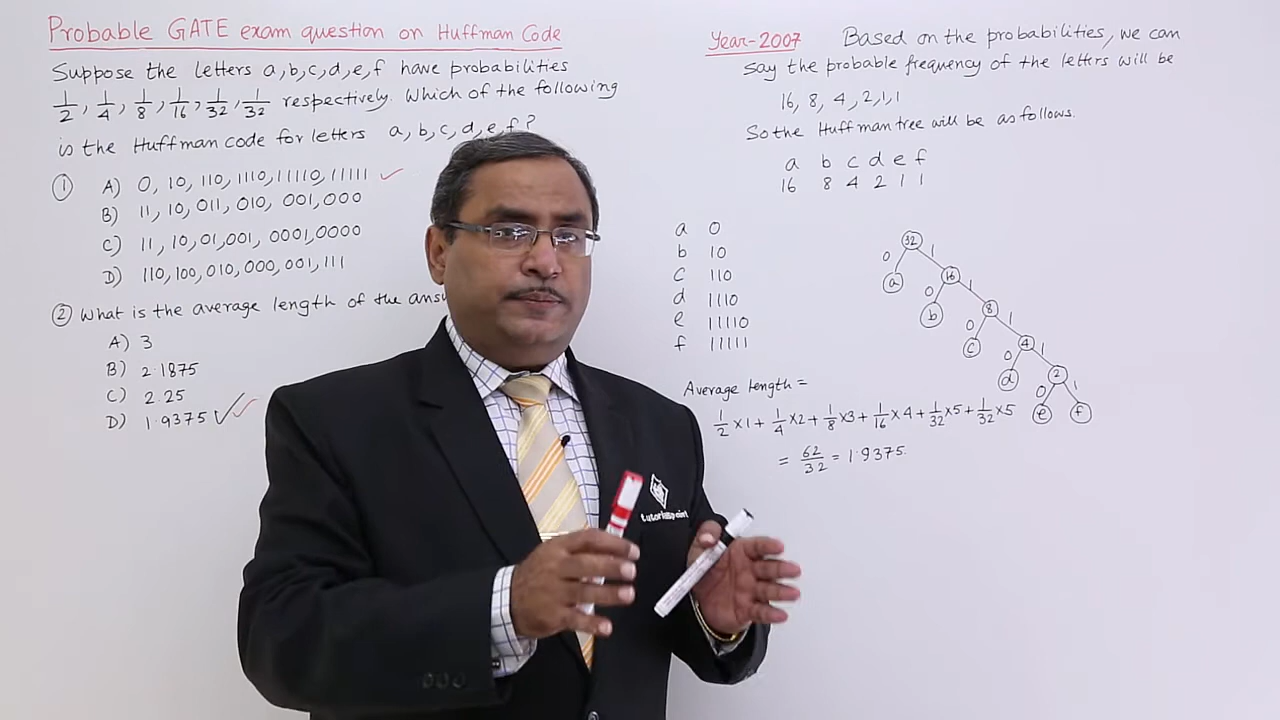 Probable GATE exam question on Huffman Code
Suppose the letters a,b,c,d,e,f have probabilities
1/2, 1/4, 1/8, 1/16, 1/32, 1/32 respectively. Which of the following
is the Huffman code for letters a, b, c, d, e, f?
① A) 0, 10, 110, 1110, 11110, 11111
B) 11, 10, 011, 010, 001, 000
C) 11, 10, 01, 001, 0001, 0000
D) 110, 100, 010, 000, 001, 111
② What is the average length of the
A) 3
B) 2.1875
C) 2.25
D) 1.9375
Year-2007 Based on the probabilities, we can
say the probable frequency of the letters will be
16, 8, 4, 2, 1, 1
So the Huffman tree will be as follows.
a b c d e f
16 8 4 2 1 1
a 0
b 10
c 110
d 1110
e 11110
f 11111
32
0 1
a 16
0 1
b 8
0 1
c 4
0 1
d 2
0 1
e f
Average length =
1/2 x 1 + 1/4 x 2 + 1/8 x 3 + 1/16 x 4 + 1/32 x 5 + 1/32 x 5
= 62/32 = 1.9375.
tutorialspoint